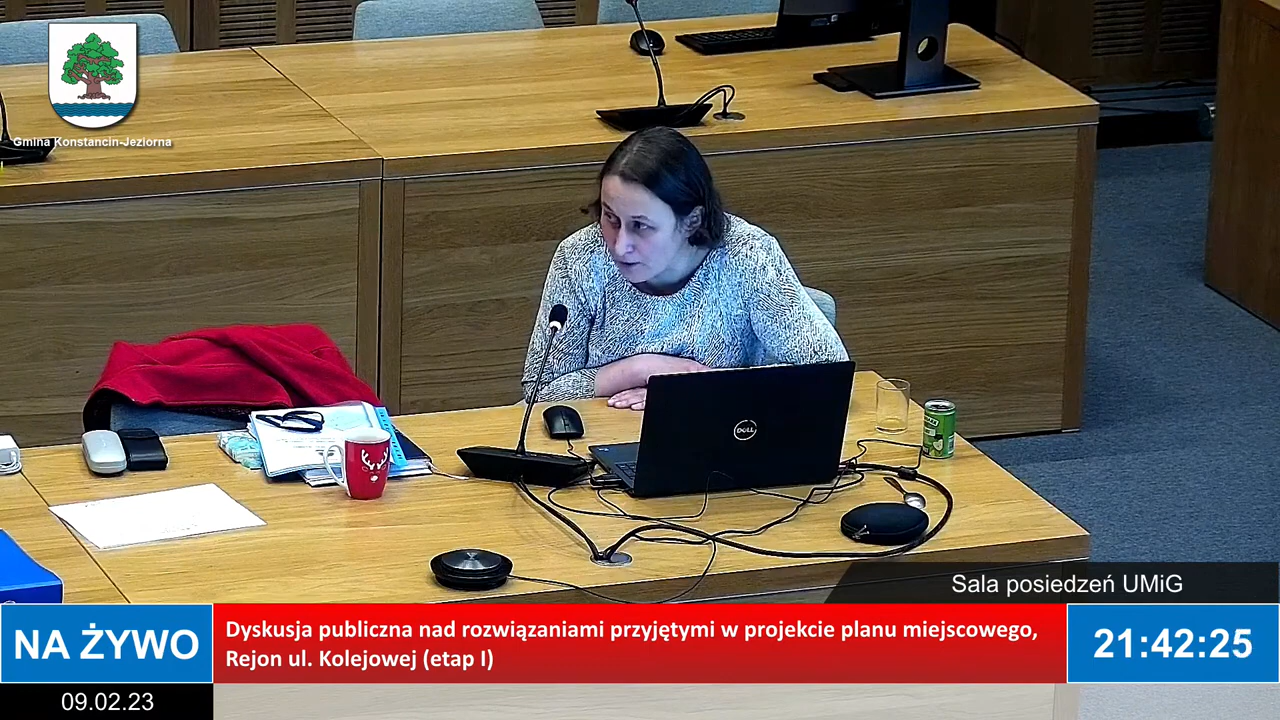 Gmina Konstancin-Jeziorna
DELL
Sala posiedzeń UMiG
NA ŻYWO
Dyskusja publiczna nad rozwiązaniami przyjętymi w projekcie planu miejscowego,
Rejon ul. Kolejowej (etap I)
21:42:25
09.02.23